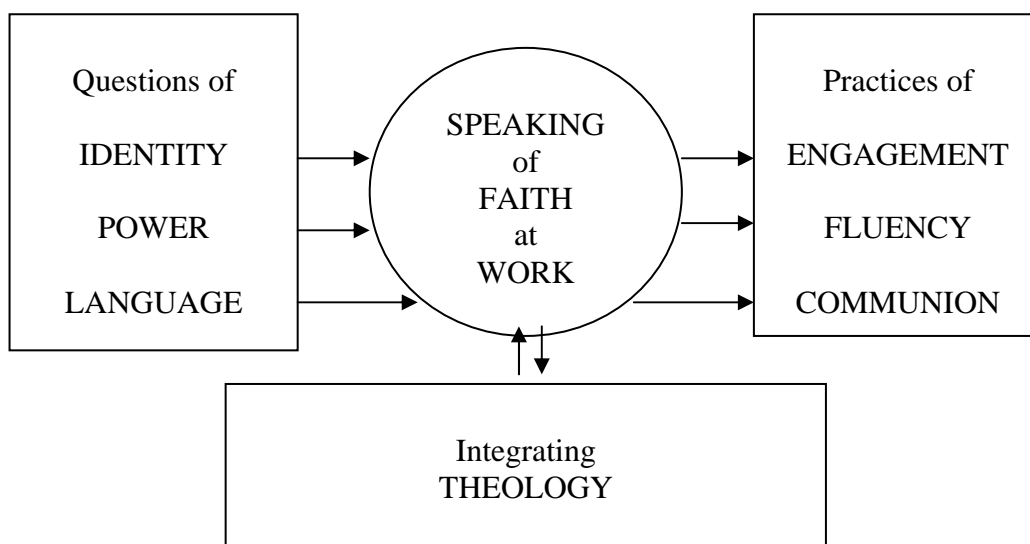 Questions of
IDENTITY
POWER
LANGUAGE
SPEAKING
of
FAITH
at
WORK
Practices of
ENGAGEMENT
FLUENCY
COMMUNION
Integrating
THEOLOGY